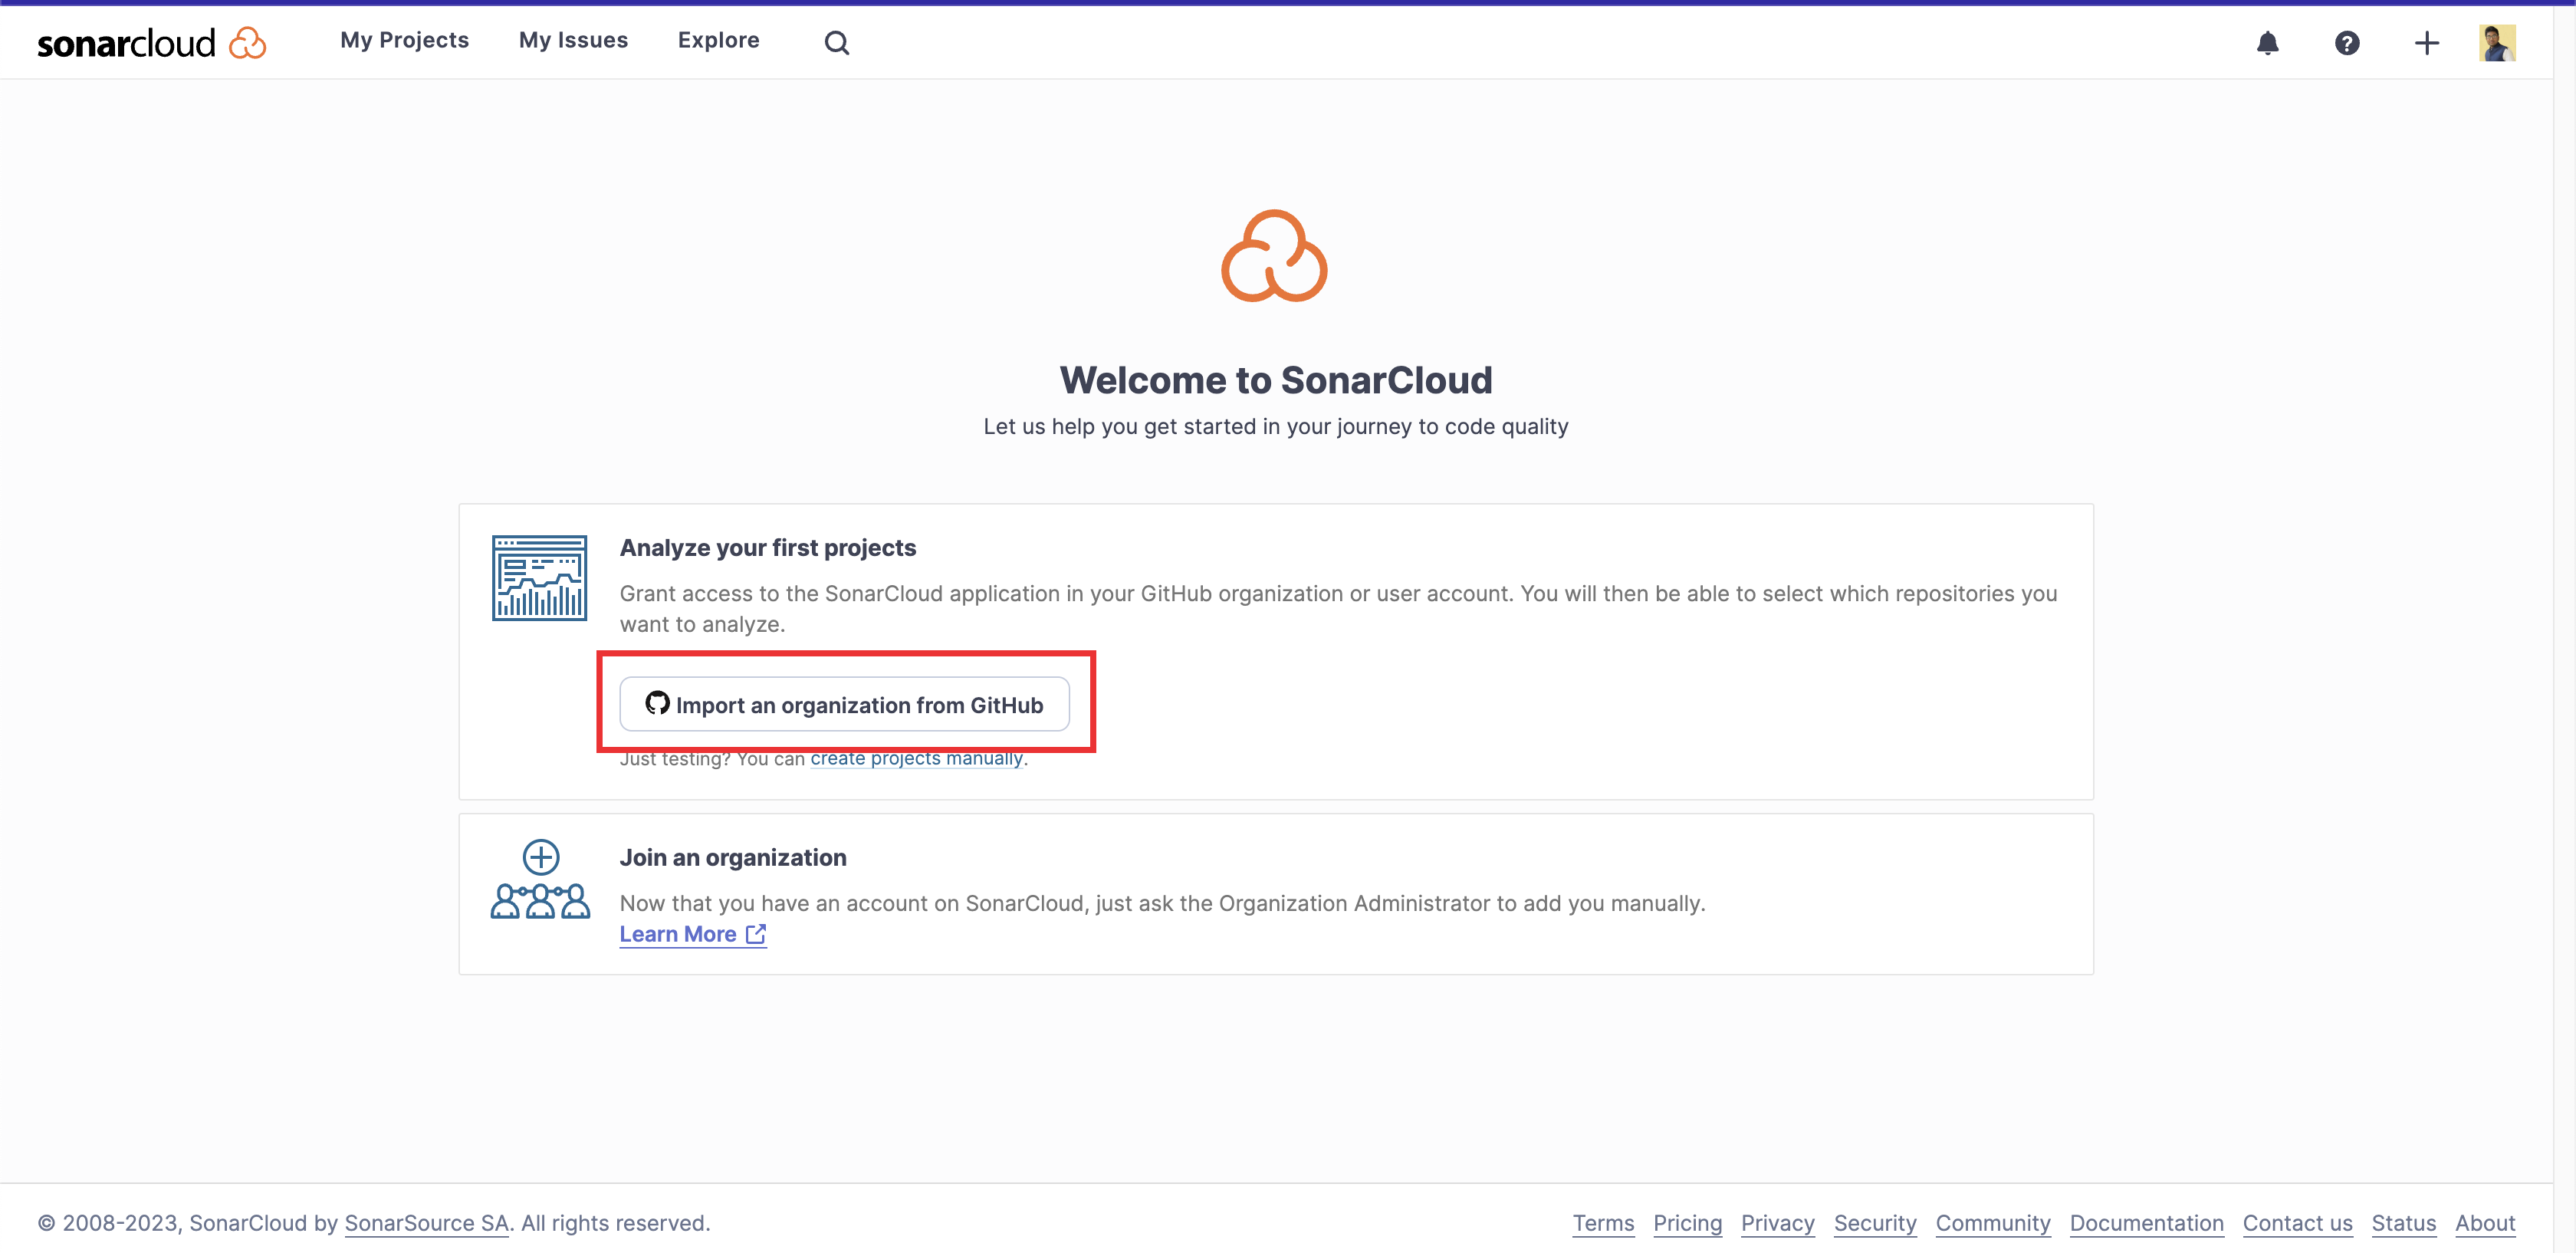 sonarcloud
My Projects
My Issues
Explore
Welcome to SonarCloud
Let us help you get started in your journey to code quality
Analyze your first projects
Grant access to the SonarCloud application in your GitHub organization or user account. You will then be able to select which repositories you
want to analyze.
Import an organization from GitHub
Just testing? You can create projects manually.
Join an organization
Now that you have an account on SonarCloud, just ask the Organization Administrator to add you manually.
Learn More
© 2008-2023, SonarCloud by SonarSource SA. All rights reserved.
Terms
Pricing
Privacy
Security
Community
Documentation
Contact us
Status
About